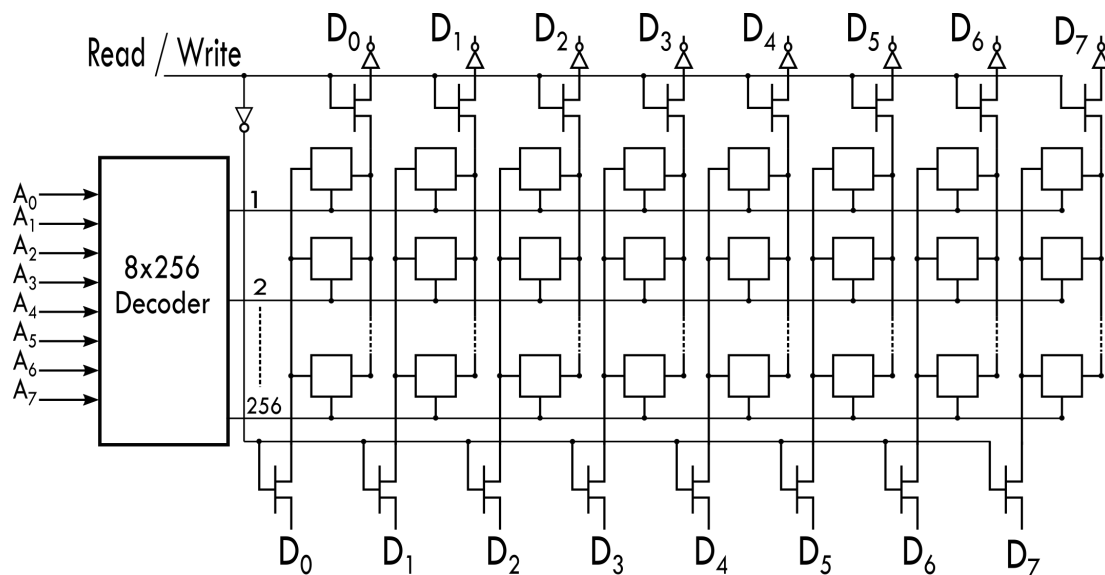 D0 D1 D2 D3 D4 D5 D6 D7
Read / Write
A0
A1
A2
A3
A4
A5
A6
A7
8x256
Decoder
1
2
256
D0 D1 D2 D3 D4 D5 D6 D7